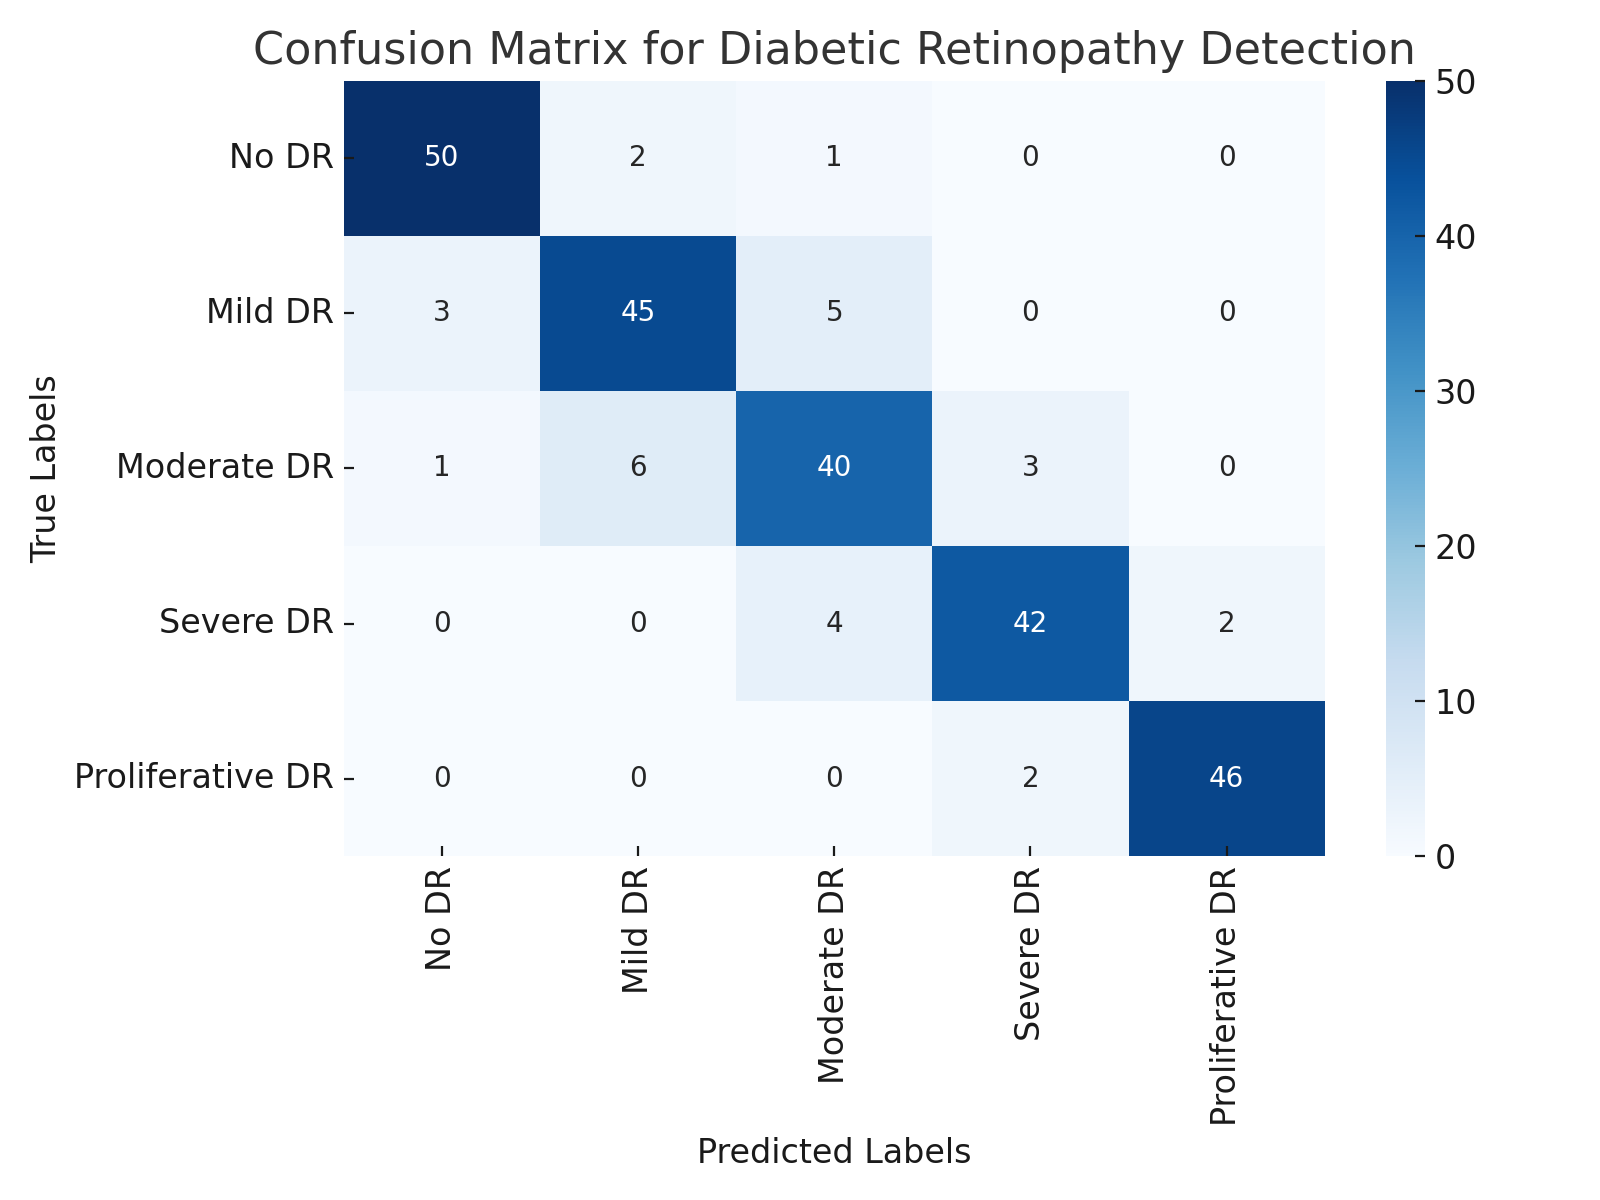 Confusion Matrix for Diabetic Retinopathy Detection
True Labels
No DR 50 2 1 0 0
Mild DR 3 45 5 0 0
Moderate DR 1 6 40 3 0
Severe DR 0 0 4 42 2
Proliferative DR 0 0 0 2 46
No DR
Mild DR
Moderate DR
Severe DR
Proliferative DR
Predicted Labels
50
40
30
20
10
0